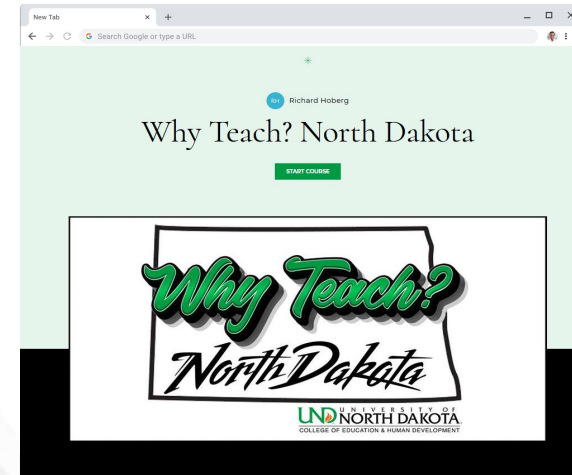 New Tab
Search Google or type a URL
RH Richard Hoberg
Why Teach? North Dakota
START COURSE
Why Teach?
North Dakota
UND UNIVERSITY OF
NORTH DAKOTA
COLLEGE OF EDUCATION & HUMAN DEVELOPMENT